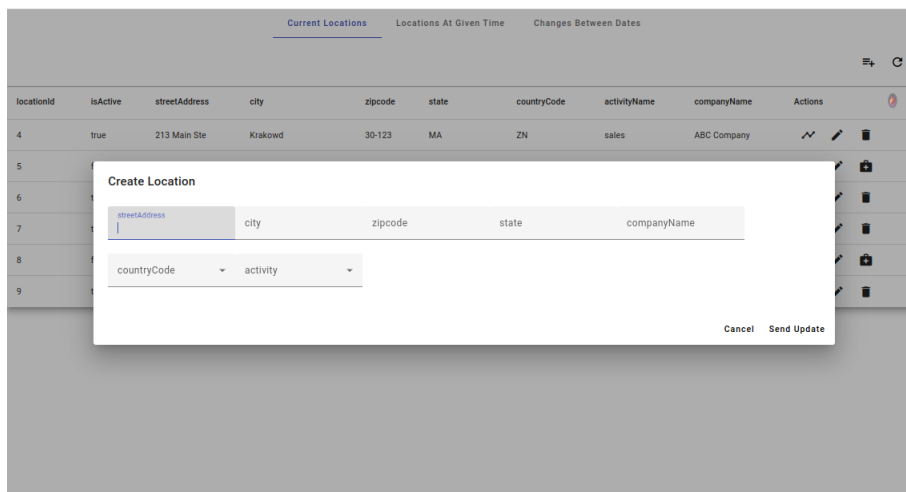 Current Locations Locations At Given Time Changes Between Dates
locationId isActive streetAddress city zipcode state countryCode activityName companyName Actions
4 true 213 Main Ste Krakowd 30-123 MA ZN sales ABC Company
5 f
Create Location
6 t
streetAddress city zipcode state companyName
7 t
8 f
countryCode activity
9 t
Cancel Send Update